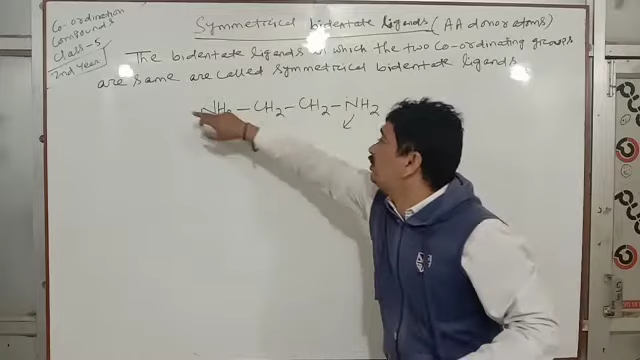 Co-ordination
Compounds
Class-5
2nd Year
Symmetrical bidentate ligands (AA donor atoms)
The bidentate ligands in which the two Co-ordinating groups
are same are called symmetrical bidentate ligands
NH2-CH2-CH2-NH2